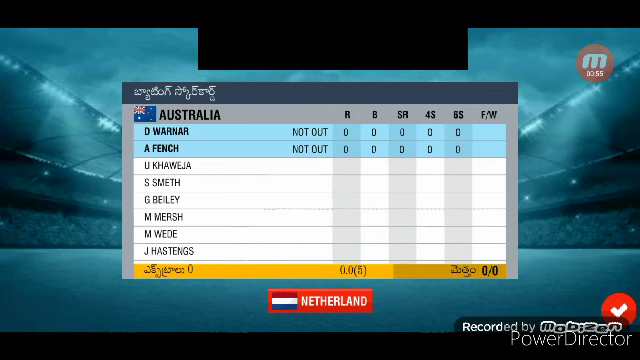 00:55
బ్యాటింగ్ స్కోర్‌కార్డ్
AUSTRALIA R B SR 4S 6S F/W
D WARNAR NOT OUT 0 0 0 0 0
A FENCH NOT OUT 0 0 0 0 0
U KHAWEJA
S SMETH
G BEILEY
M MERSH
M WEDE
J HASTENGS
ఎక్స్‌ట్రాలు 0 0.0(5) మొత్తం 0/0
NETHERLAND
Recorded by mobizen
PowerDirector